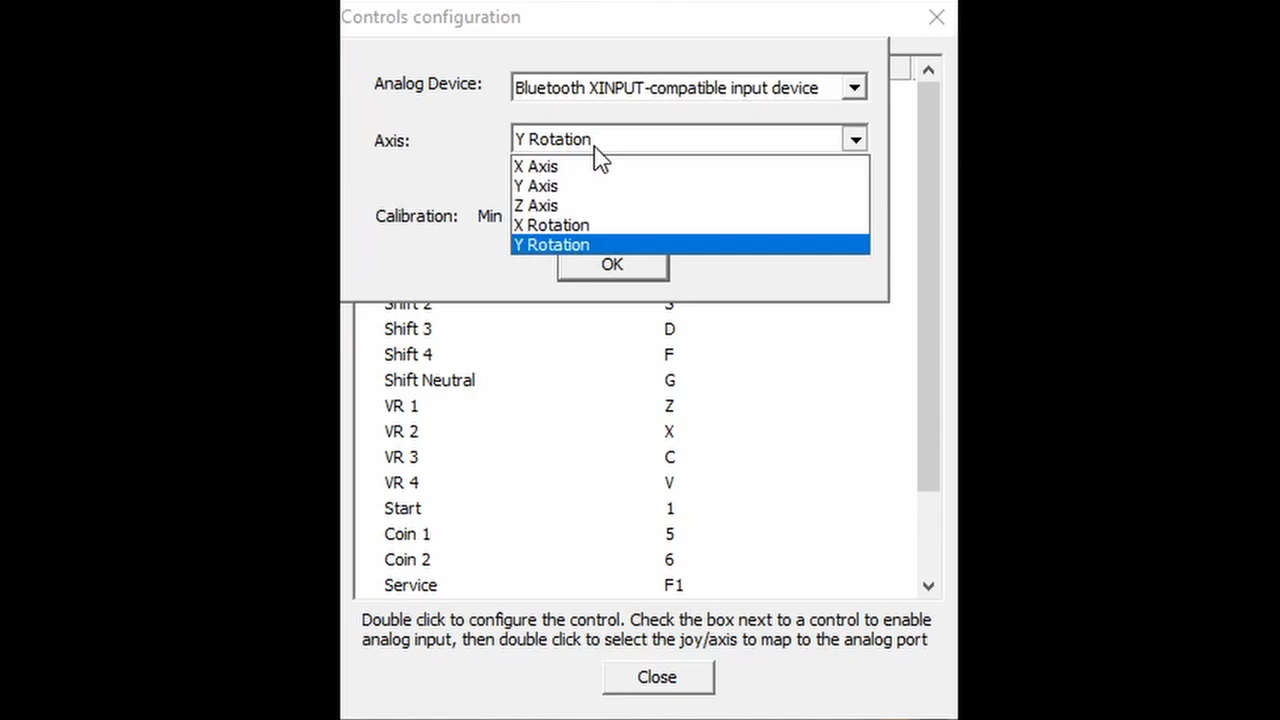 Controls configuration
Analog Device:
Bluetooth XINPUT-compatible input device
Axis:
Y Rotation
X Axis
Y Axis
Z Axis
X Rotation
Y Rotation
Calibration: Min
OK
Shift 2 S
Shift 3 D
Shift 4 F
Shift Neutral G
VR 1 Z
VR 2 X
VR 3 C
VR 4 V
Start 1
Coin 1 5
Coin 2 6
Service F1
Double click to configure the control. Check the box next to a control to enable
analog input, then double click to select the joy/axis to map to the analog port
Close